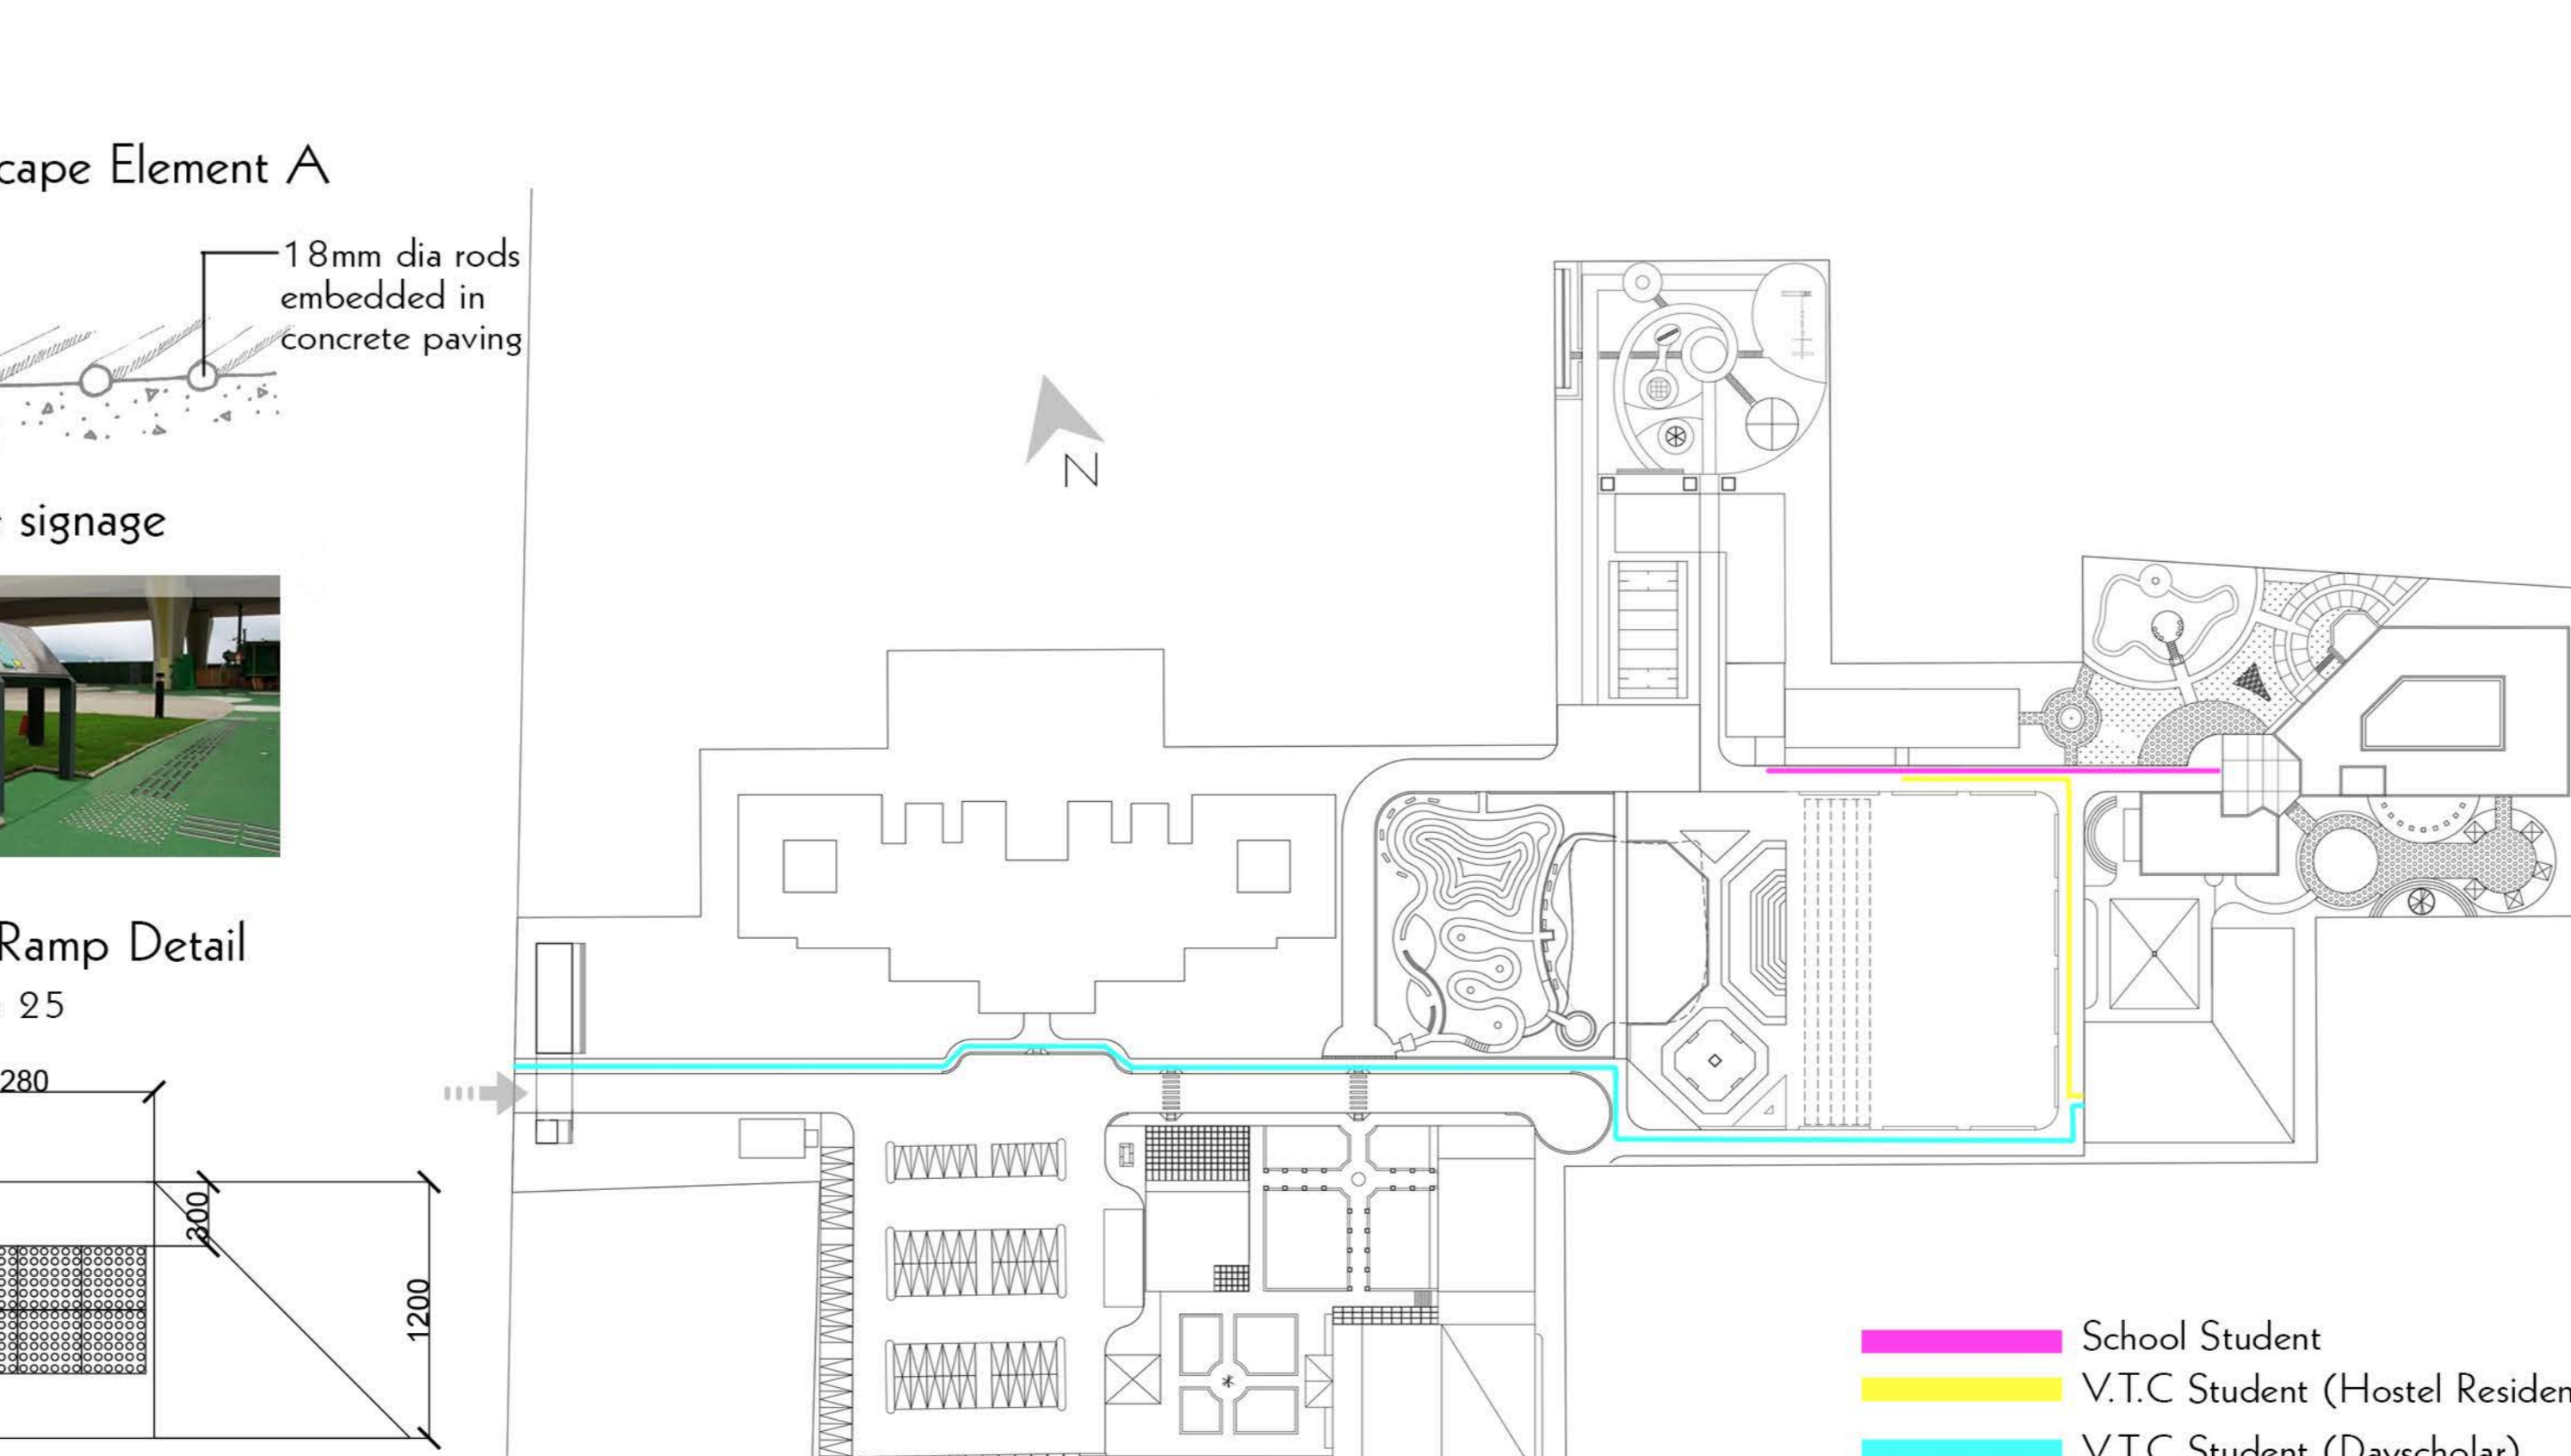 cape Element A
18mm dia rods
embedded in
concrete paving
signage
N
Ramp Detail
25
280
300
1200
School Student
V.T.C Student (Hostel Residen
V.T.C Student (Dayscholar)